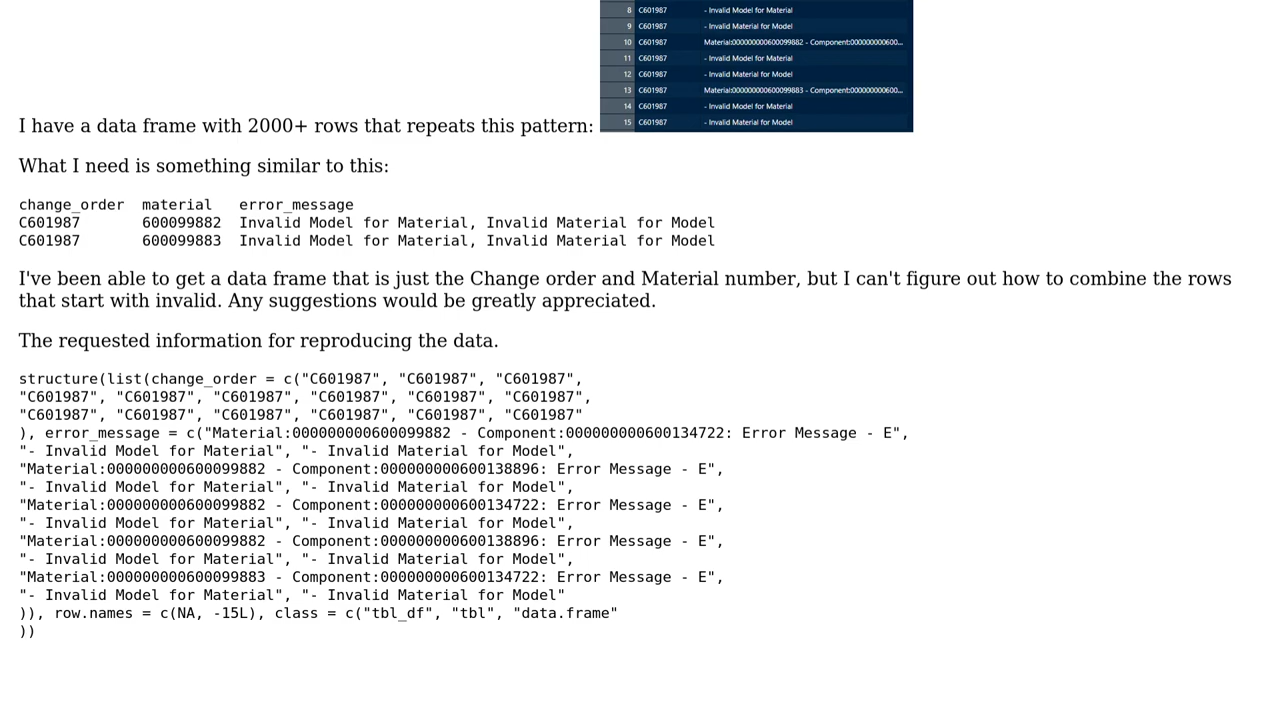 8 C601987 - Invalid Model for Material
9 C601987 - Invalid Material for Model
10 C601987 Material:000000000600099882 - Component:000000000600...
11 C601987 - Invalid Model for Material
12 C601987 - Invalid Material for Model
13 C601987 Material:000000000600099883 - Component:000000000600...
14 C601987 - Invalid Model for Material
15 C601987 - Invalid Material for Model
I have a data frame with 2000+ rows that repeats this pattern:
What I need is something similar to this:
change_order  material   error_message
C601987       600099882  Invalid Model for Material, Invalid Material for Model
C601987       600099883  Invalid Model for Material, Invalid Material for Model
I've been able to get a data frame that is just the Change order and Material number, but I can't figure out how to combine the rows
that start with invalid. Any suggestions would be greatly appreciated.
The requested information for reproducing the data.
structure(list(change_order = c("C601987", "C601987", "C601987",
"C601987", "C601987", "C601987", "C601987", "C601987", "C601987",
"C601987", "C601987", "C601987", "C601987", "C601987", "C601987"
), error_message = c("Material:000000000600099882 - Component:000000000600134722: Error Message - E",
"- Invalid Model for Material", "- Invalid Material for Model",
"Material:000000000600099882 - Component:000000000600138896: Error Message - E",
"- Invalid Model for Material", "- Invalid Material for Model",
"Material:000000000600099882 - Component:000000000600134722: Error Message - E",
"- Invalid Model for Material", "- Invalid Material for Model",
"Material:000000000600099882 - Component:000000000600138896: Error Message - E",
"- Invalid Model for Material", "- Invalid Material for Model",
"Material:000000000600099883 - Component:000000000600134722: Error Message - E",
"- Invalid Model for Material", "- Invalid Material for Model"
)), row.names = c(NA, -15L), class = c("tbl_df", "tbl", "data.frame"
))